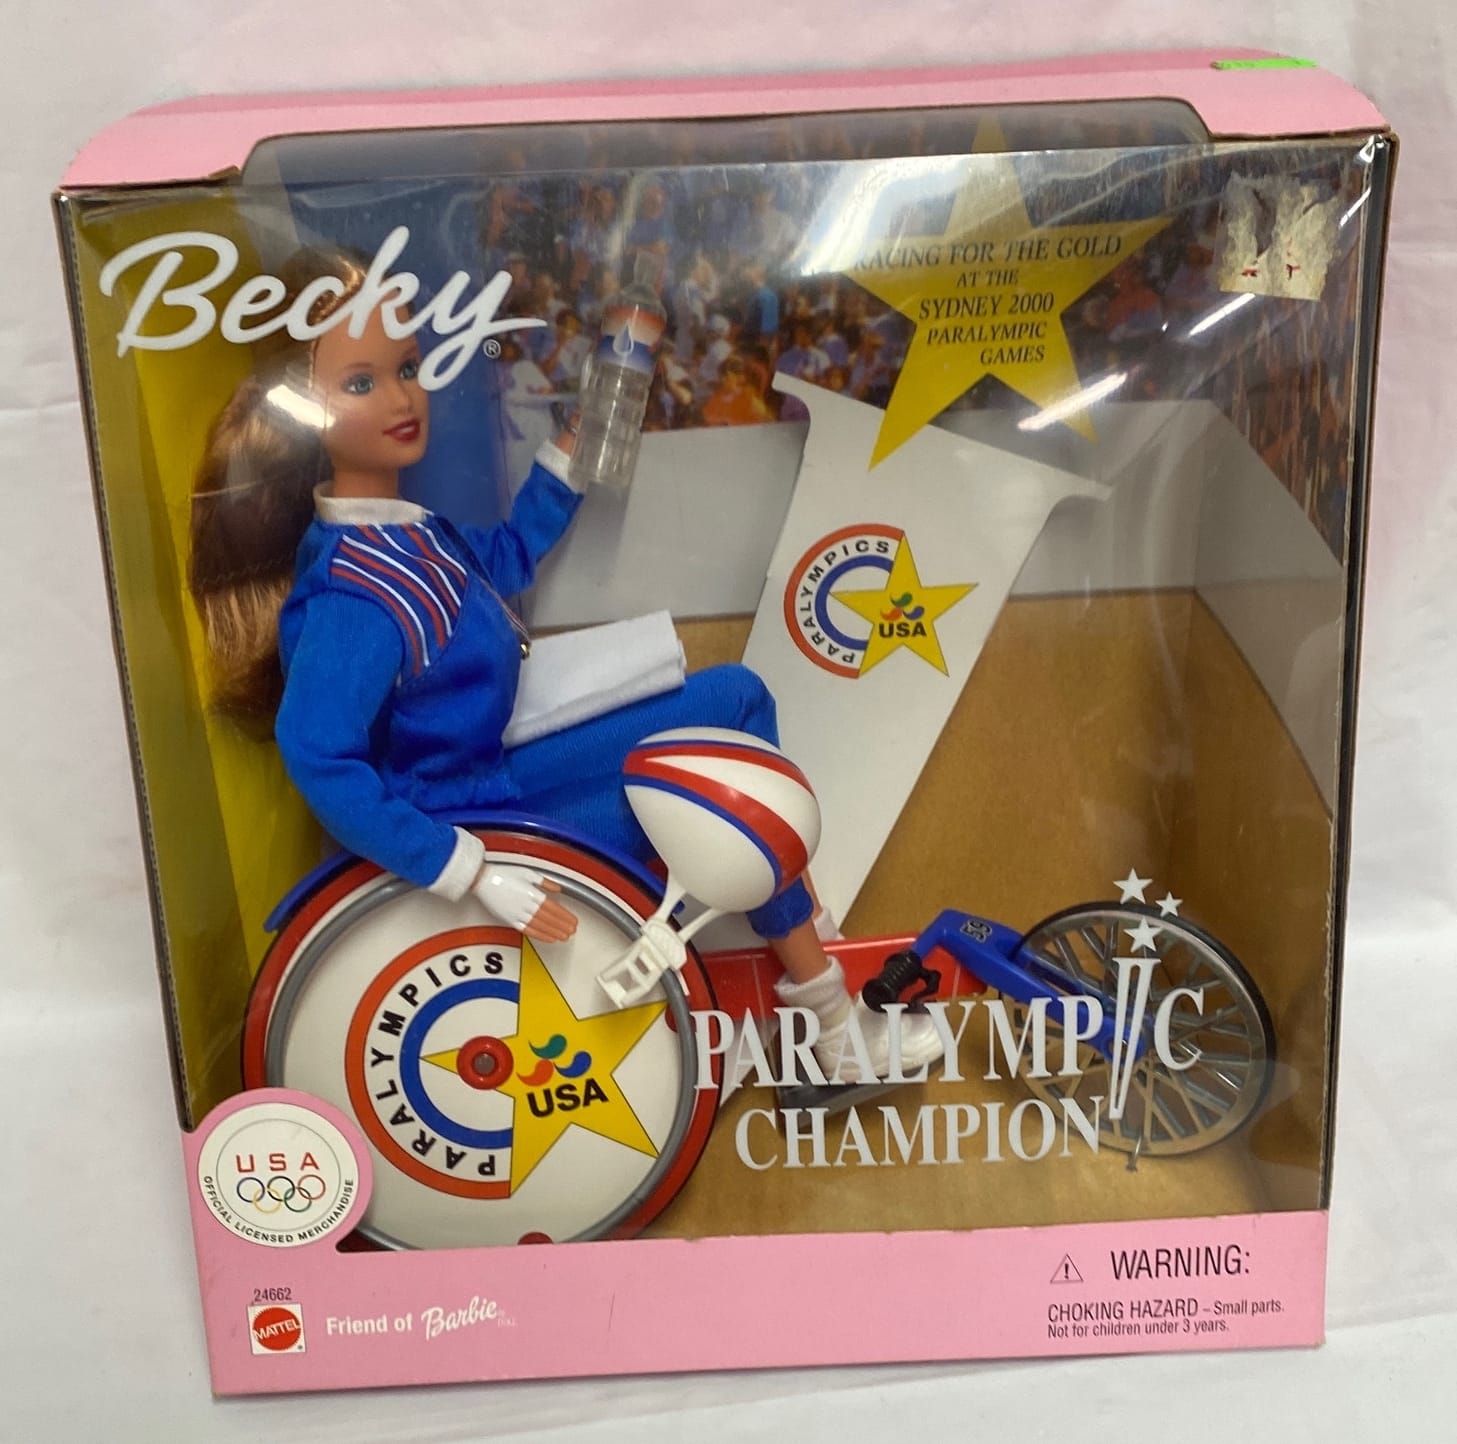 Becky®
RACING FOR THE GOLD
AT THE
SYDNEY 2000
PARALYMPIC
GAMES
PARALYMPICS
USA
PARALYMPICS
USA
PARALYMPIC
CHAMPION
USA
OFFICIAL LICENSED MERCHANDISE
24662
MATTEL
Friend of Barbie
WARNING:
CHOKING HAZARD – Small parts.
Not for children under 3 years.